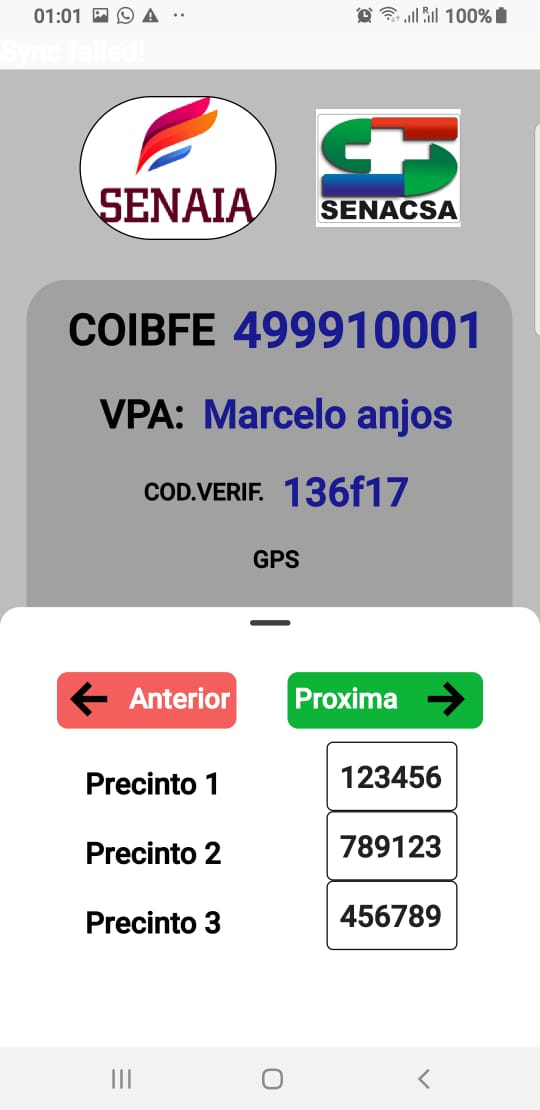 01:01 100%
Sync failed!
SENAIA SENACSA
COIBFE 499910001
VPA: Marcelo anjos
COD.VERIF. 136f17
GPS
Anterior Proxima
Precinto 1 123456
Precinto 2 789123
Precinto 3 456789